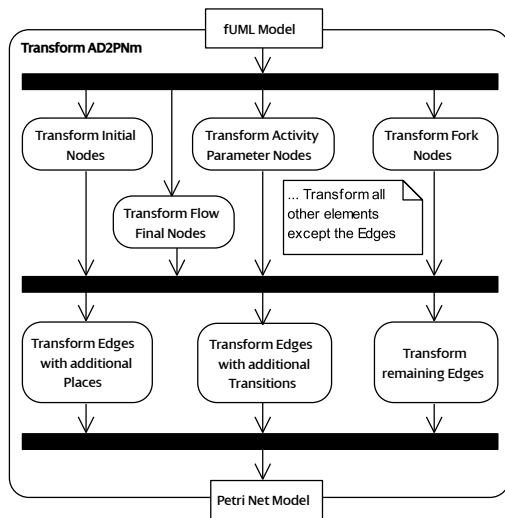 fUML Model
Transform AD2PNm
Transform Initial
Nodes
Transform Activity
Parameter Nodes
Transform Fork
Nodes
Transform Flow
Final Nodes
... Transform all
other elements
except the Edges
Transform Edges
with additional
Places
Transform Edges
with additional
Transitions
Transform
remaining Edges
Petri Net Model